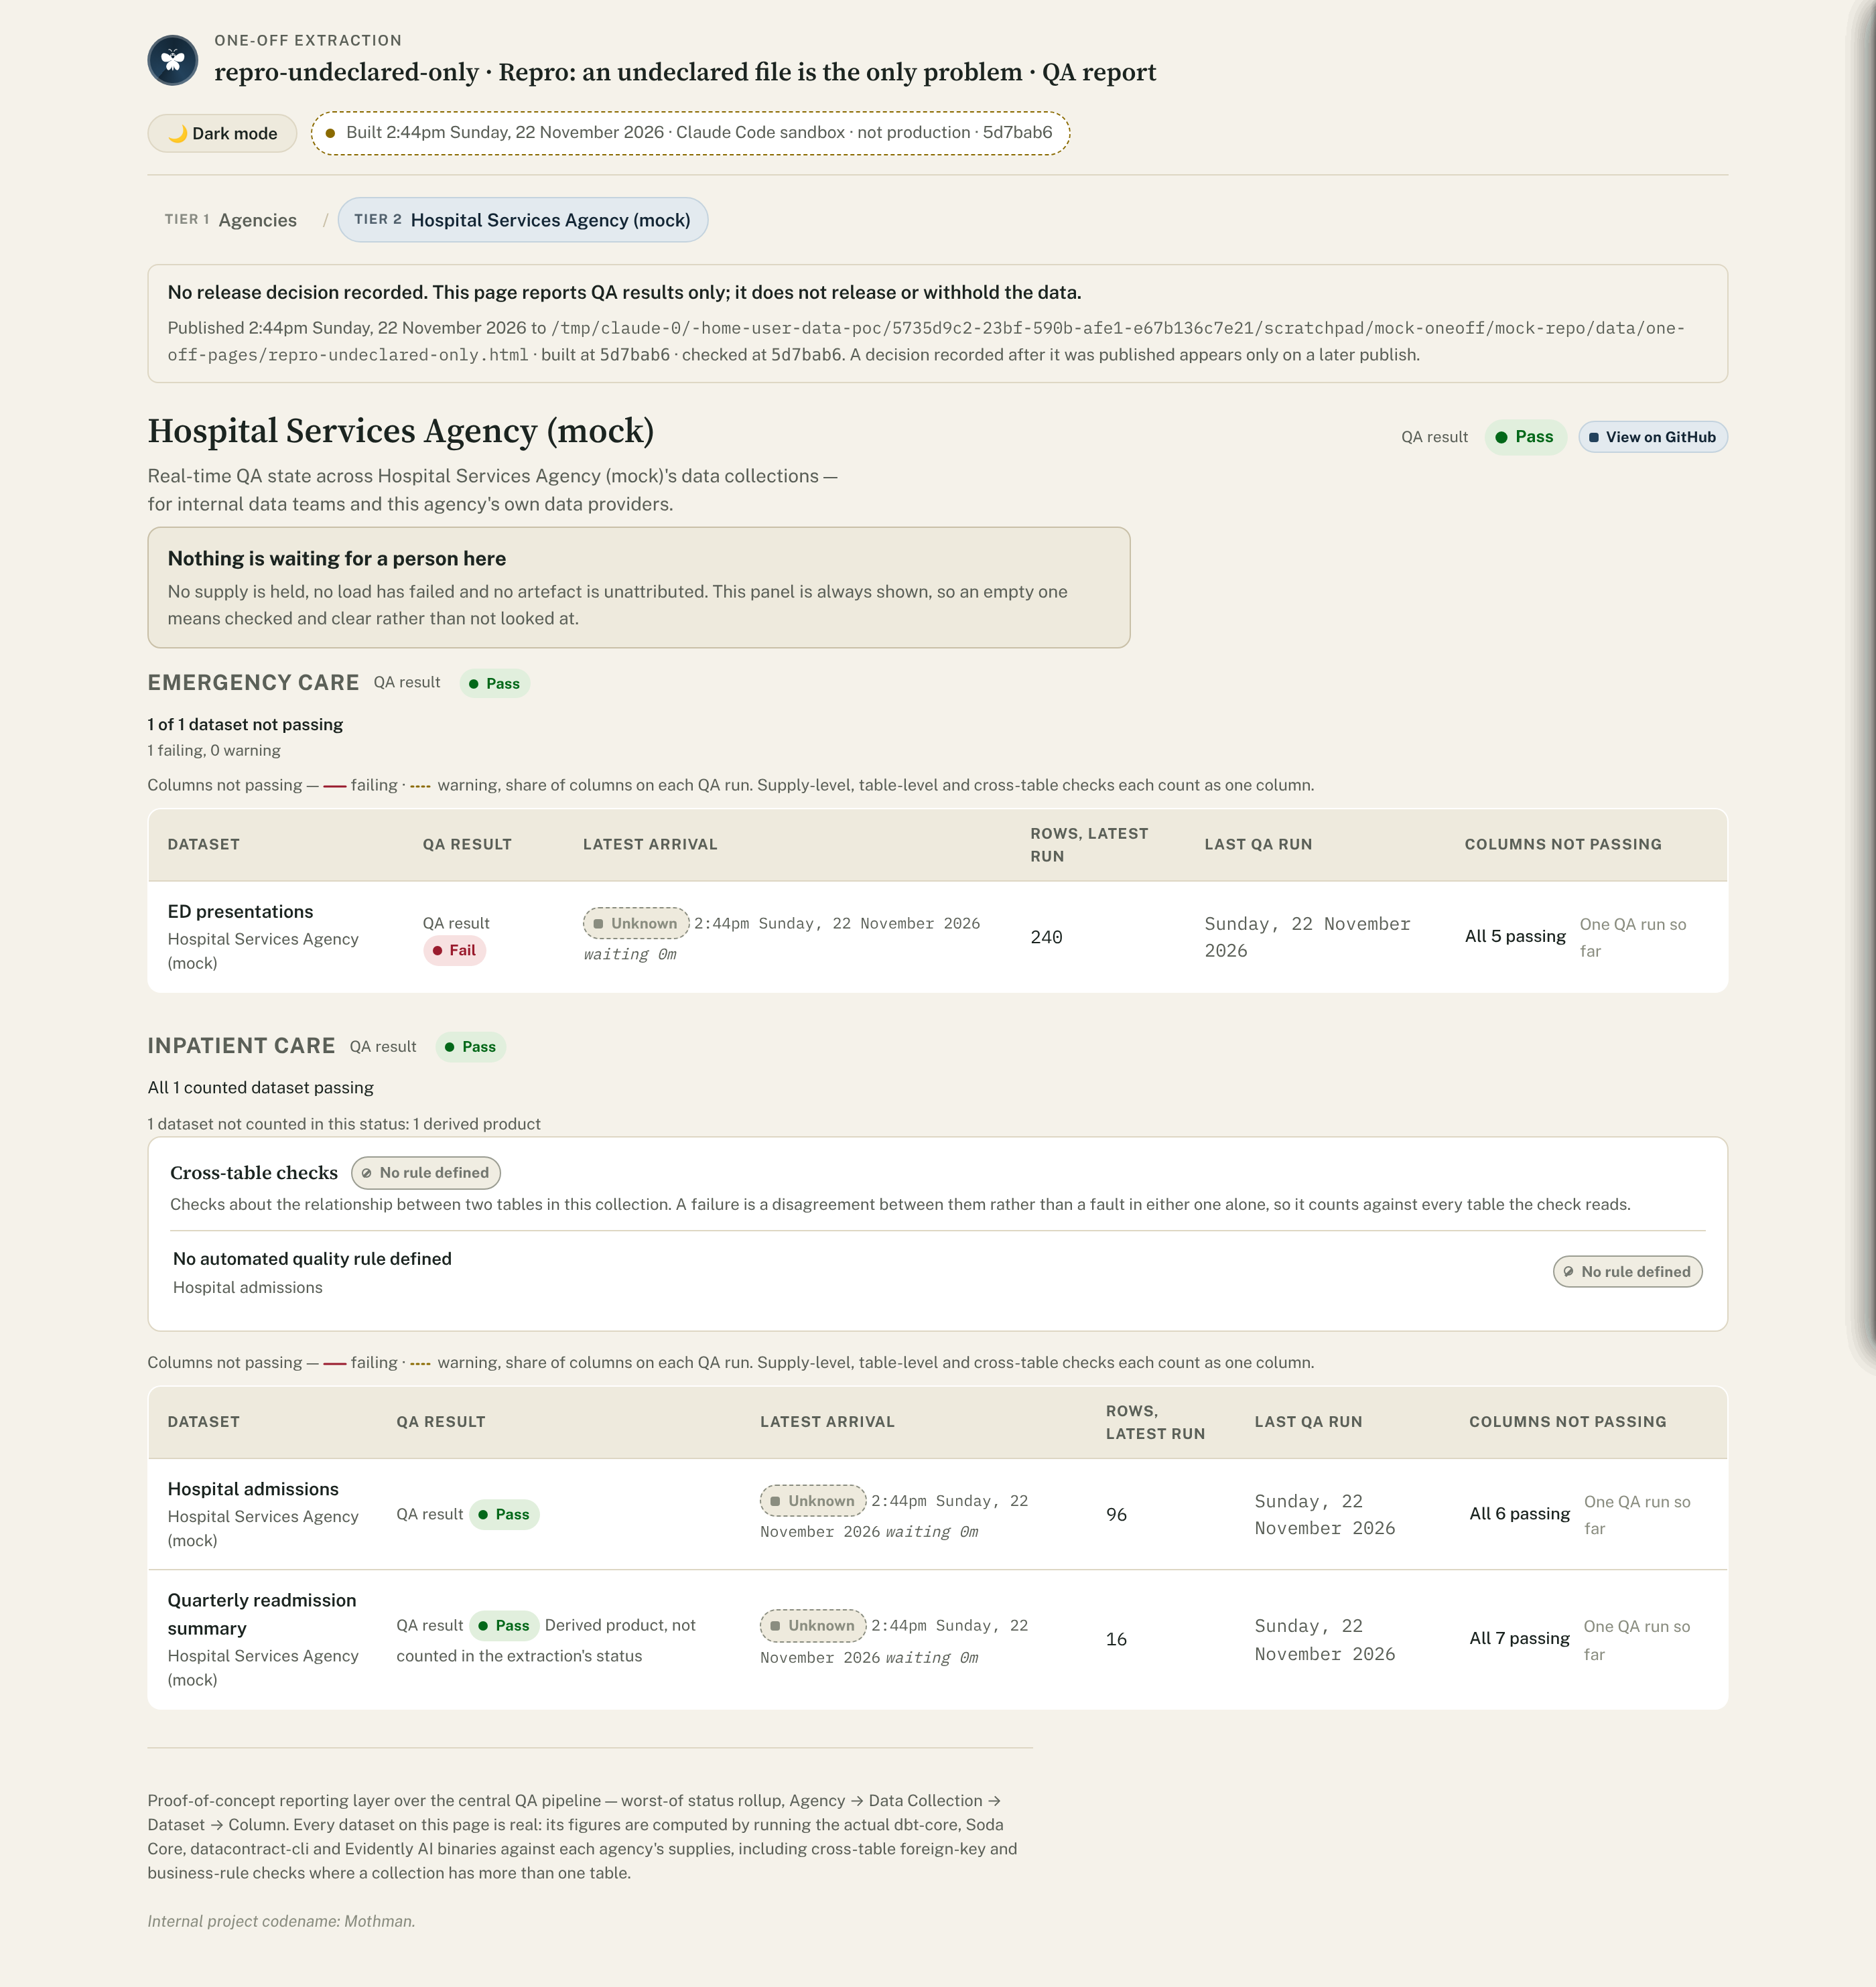 ONE-OFF EXTRACTION
repro-undeclared-only · Repro: an undeclared file is the only problem · QA report
🌙 Dark mode
Built 2:44pm Sunday, 22 November 2026 · Claude Code sandbox · not production · 5d7bab6
TIER 1 Agencies / TIER 2 Hospital Services Agency (mock)
No release decision recorded. This page reports QA results only; it does not release or withhold the data.
Published 2:44pm Sunday, 22 November 2026 to /tmp/claude-0/-home-user-data-poc/5735d9c2-23bf-590b-afe1-e67b136c7e21/scratchpad/mock-oneoff/mock-repo/data/one-
off-pages/repro-undeclared-only.html · built at 5d7bab6 · checked at 5d7bab6. A decision recorded after it was published appears only on a later publish.
Hospital Services Agency (mock)
QA result Pass View on GitHub
Real-time QA state across Hospital Services Agency (mock)'s data collections —
for internal data teams and this agency's own data providers.
Nothing is waiting for a person here
No supply is held, no load has failed and no artefact is unattributed. This panel is always shown, so an empty one
means checked and clear rather than not looked at.
EMERGENCY CARE QA result Pass
1 of 1 dataset not passing
1 failing, 0 warning
Columns not passing — failing · warning, share of columns on each QA run. Supply-level, table-level and cross-table checks each count as one column.
DATASET
QA RESULT
LATEST ARRIVAL
ROWS, LATEST
RUN
LAST QA RUN
COLUMNS NOT PASSING
ED presentations
Hospital Services Agency
(mock)
QA result
Fail
Unknown 2:44pm Sunday, 22 November 2026
waiting 0m
240
Sunday, 22 November
2026
All 5 passing
One QA run so
far
INPATIENT CARE QA result Pass
All 1 counted dataset passing
1 dataset not counted in this status: 1 derived product
Cross-table checks No rule defined
Checks about the relationship between two tables in this collection. A failure is a disagreement between them rather than a fault in either one alone, so it counts against every table the check reads.
No automated quality rule defined
Hospital admissions
No rule defined
Columns not passing — failing · warning, share of columns on each QA run. Supply-level, table-level and cross-table checks each count as one column.
DATASET
QA RESULT
LATEST ARRIVAL
ROWS,
LATEST RUN
LAST QA RUN
COLUMNS NOT PASSING
Hospital admissions
Hospital Services Agency
(mock)
QA result Pass
Unknown 2:44pm Sunday, 22
November 2026 waiting 0m
96
Sunday, 22
November 2026
All 6 passing
One QA run so
far
Quarterly readmission
summary
Hospital Services Agency
(mock)
QA result Pass Derived product, not
counted in the extraction's status
Unknown 2:44pm Sunday, 22
November 2026 waiting 0m
16
Sunday, 22
November 2026
All 7 passing
One QA run so
far
Proof-of-concept reporting layer over the central QA pipeline — worst-of status rollup, Agency → Data Collection →
Dataset → Column. Every dataset on this page is real: its figures are computed by running the actual dbt-core, Soda
Core, datacontract-cli and Evidently AI binaries against each agency's supplies, including cross-table foreign-key and
business-rule checks where a collection has more than one table.
Internal project codename: Mothman.